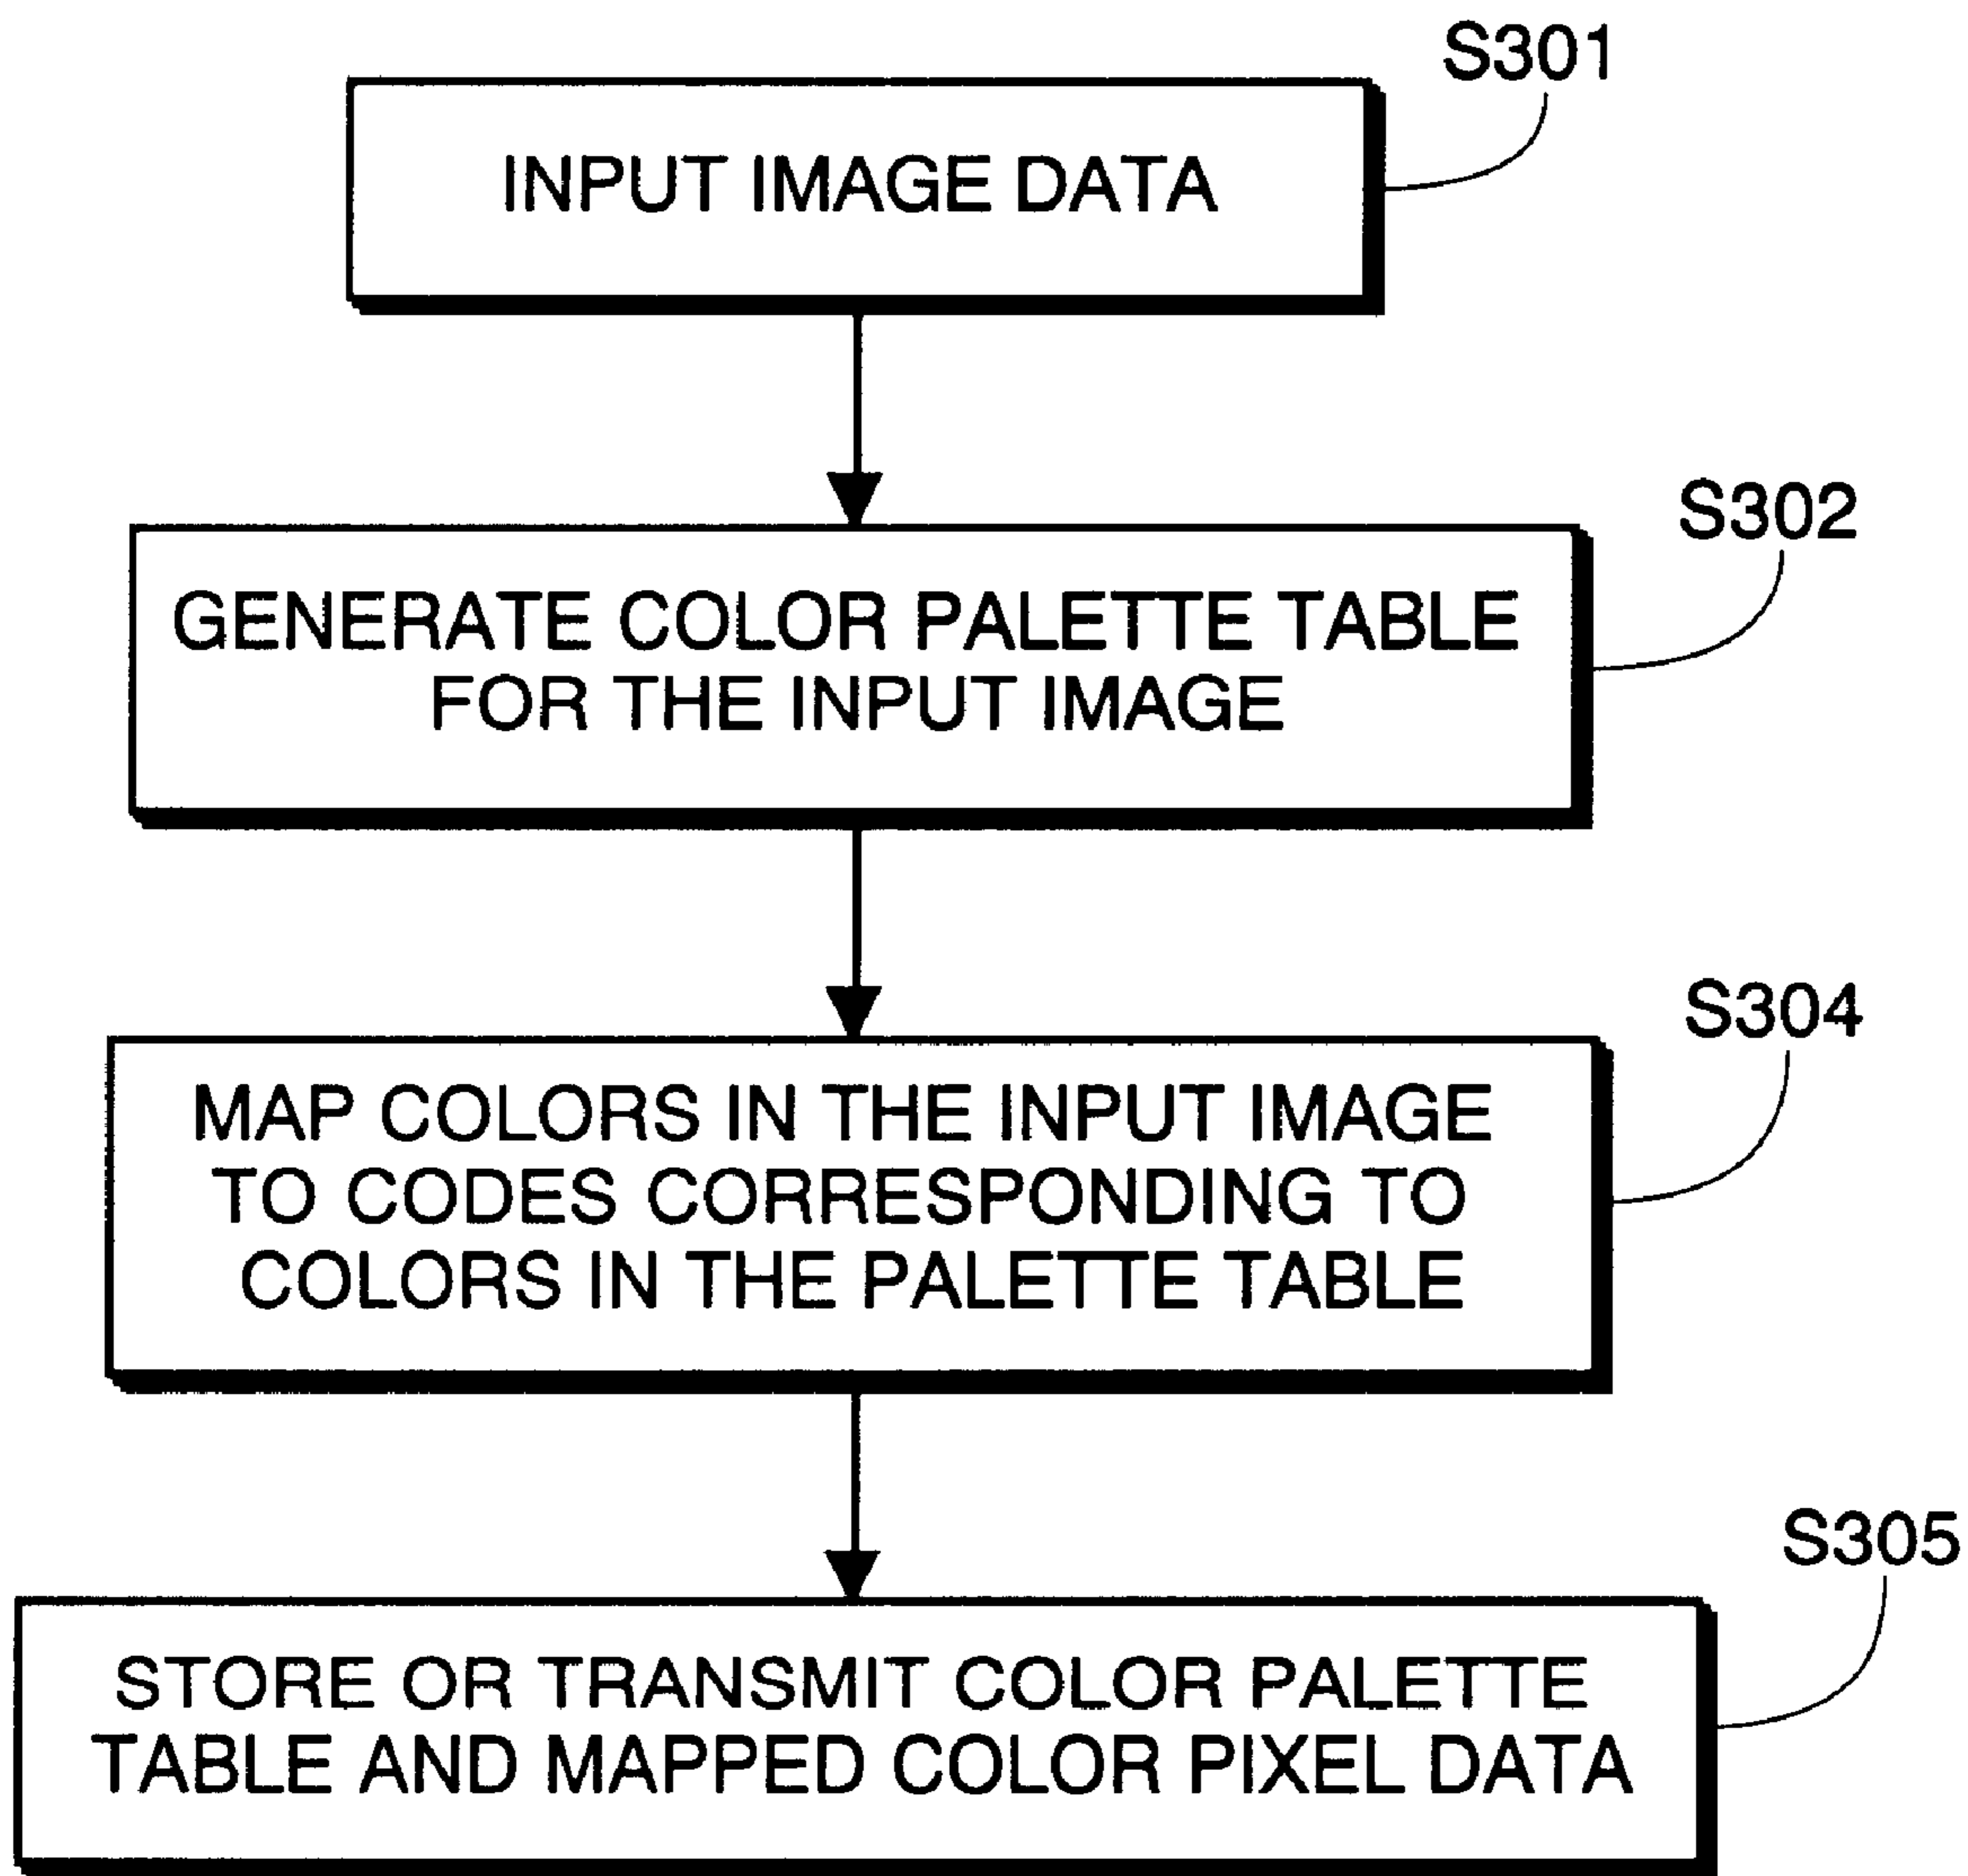 S301
INPUT IMAGE DATA
S302
GENERATE COLOR PALETTE TABLE
FOR THE INPUT IMAGE
S304
MAP COLORS IN THE INPUT IMAGE
TO CODES CORRESPONDING TO
COLORS IN THE PALETTE TABLE
S305
STORE OR TRANSMIT COLOR PALETTE
TABLE AND MAPPED COLOR PIXEL DATA